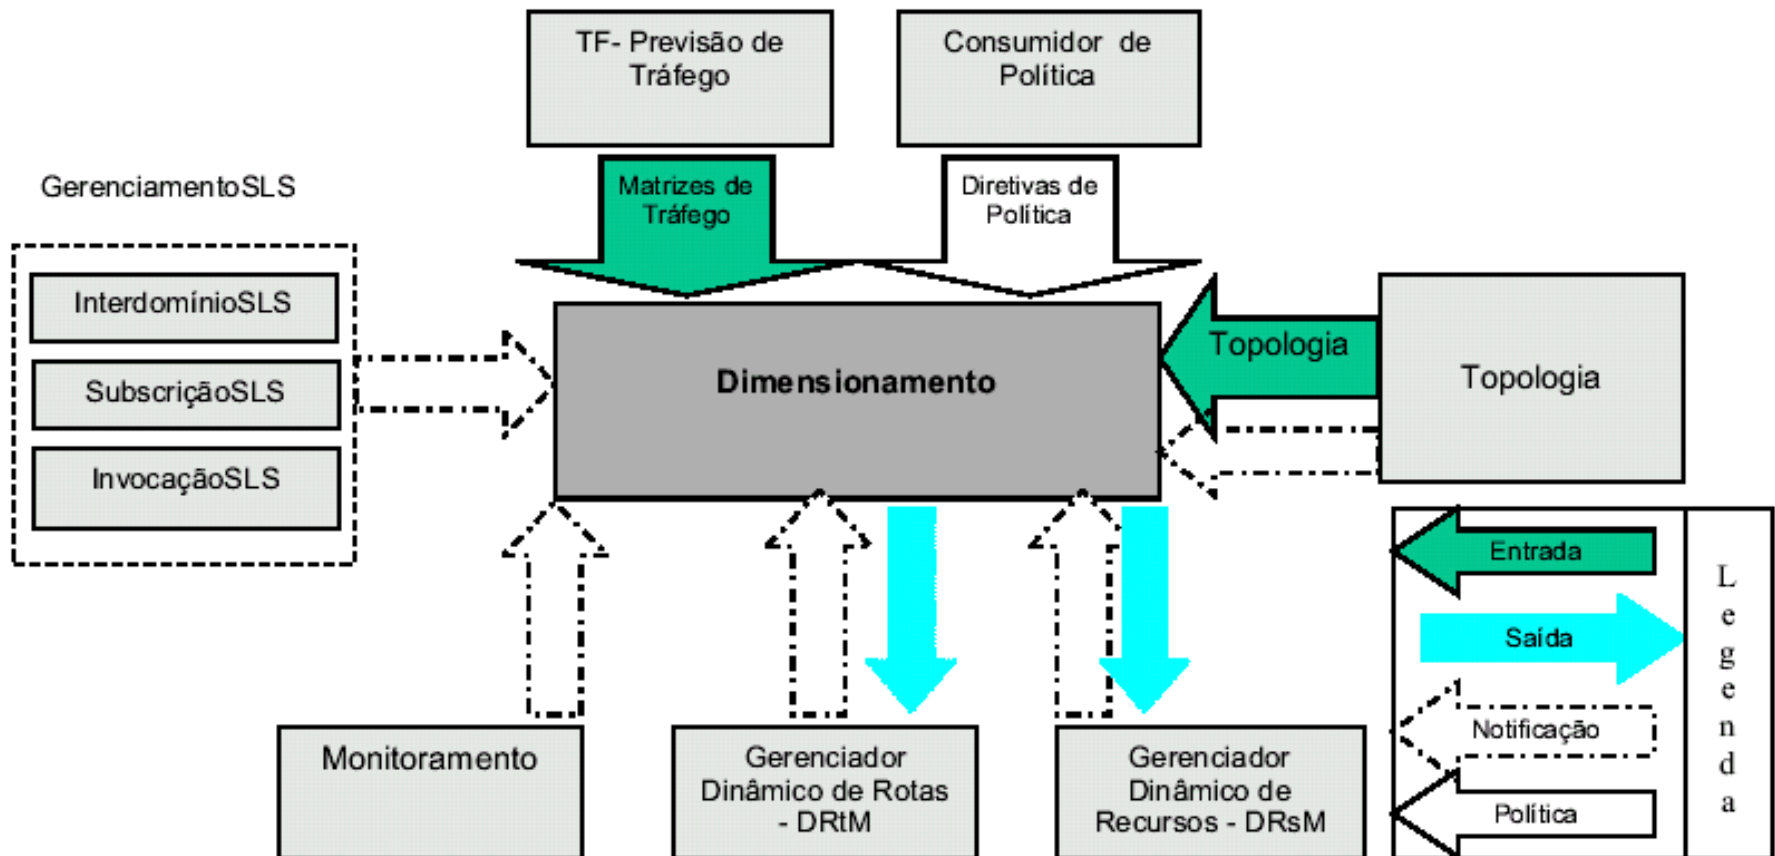 TF- Previsão de
Tráfego
Consumidor de
Política
GerenciamentoSLS
Matrizes de
Tráfego
Diretivas de
Política
InterdomínioSLS
SubscriçãoSLS
InvocaçãoSLS
Dimensionamento
Topologia
Topologia
Entrada
Saída
Notificação
Política
Legenda
Monitoramento
Gerenciador
Dinâmico de Rotas
- DRtM
Gerenciador
Dinâmico de
Recursos - DRsM